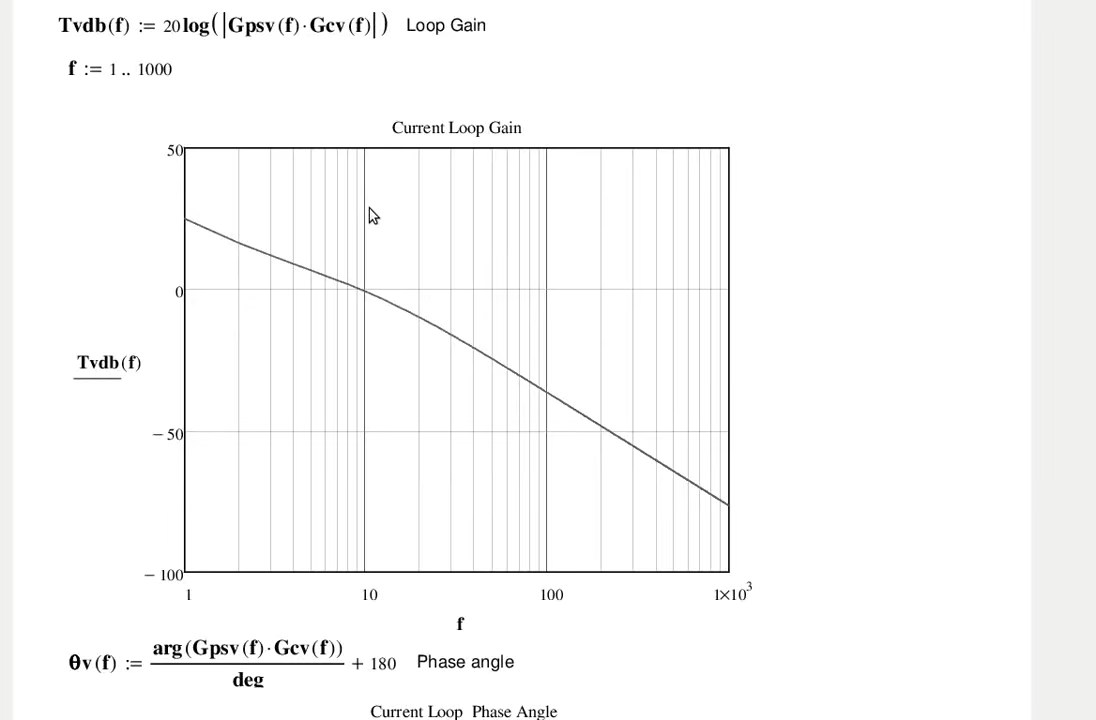 Tvdb(f) := 20log(|Gpsv(f)·Gcv(f)|) Loop Gain
f := 1 .. 1000
Current Loop Gain
50
0
Tvdb(f)
− 50
− 100
1 10 100 1×10³
f
θv(f) := arg(Gpsv(f)·Gcv(f)) / deg + 180 Phase angle
Current Loop Phase Angle